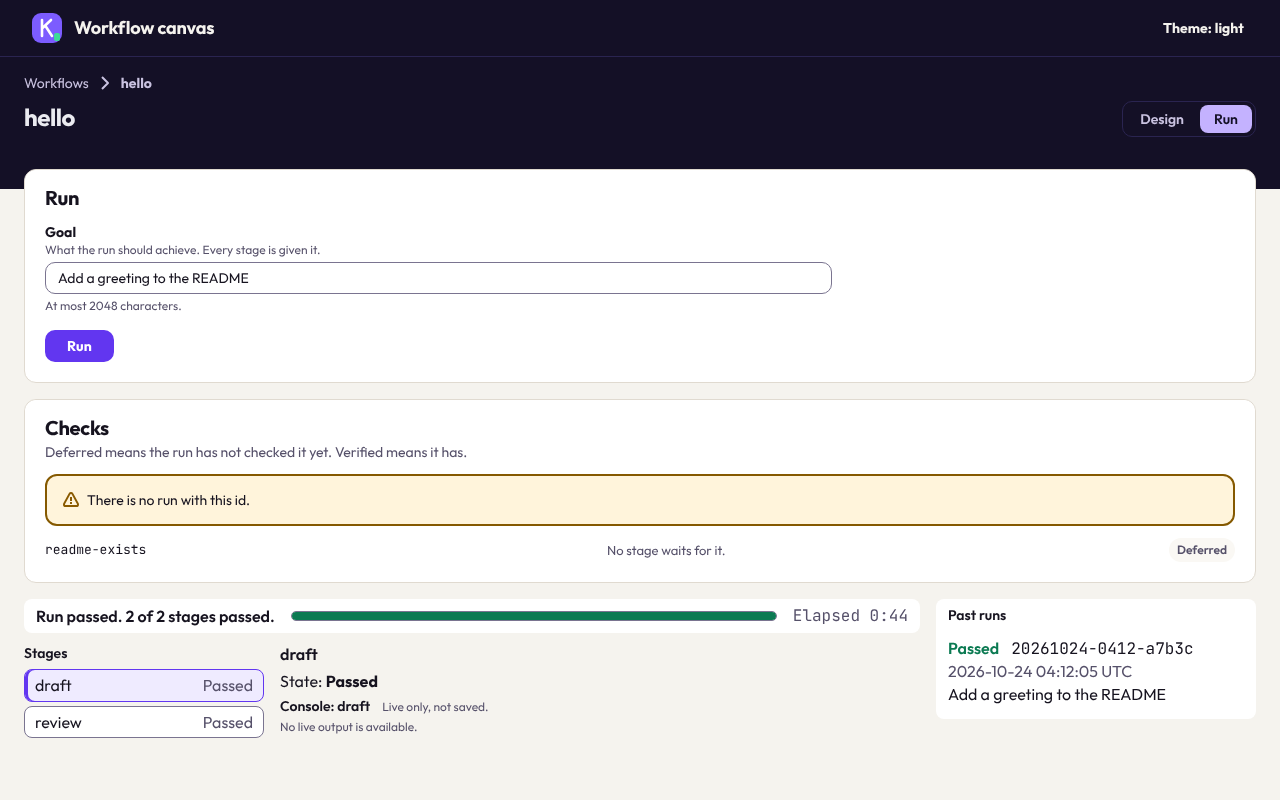 K Workflow canvas
Theme: light
Workflows > hello
hello
Design Run
Run
Goal
What the run should achieve. Every stage is given it.
Add a greeting to the README
At most 2048 characters.
Run
Checks
Deferred means the run has not checked it yet. Verified means it has.
There is no run with this id.
readme-exists No stage waits for it. Deferred
Run passed. 2 of 2 stages passed. Elapsed 0:44
Stages
draft Passed
review Passed
draft
State: Passed
Console: draft Live only, not saved.
No live output is available.
Past runs
Passed 20261024-0412-a7b3c
2026-10-24 04:12:05 UTC
Add a greeting to the README